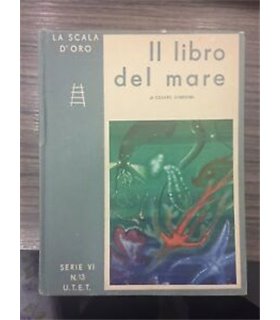 LA SCALA
D'ORO
Il libro
del mare
SERIE VI
N. 13
U.T.E.T.